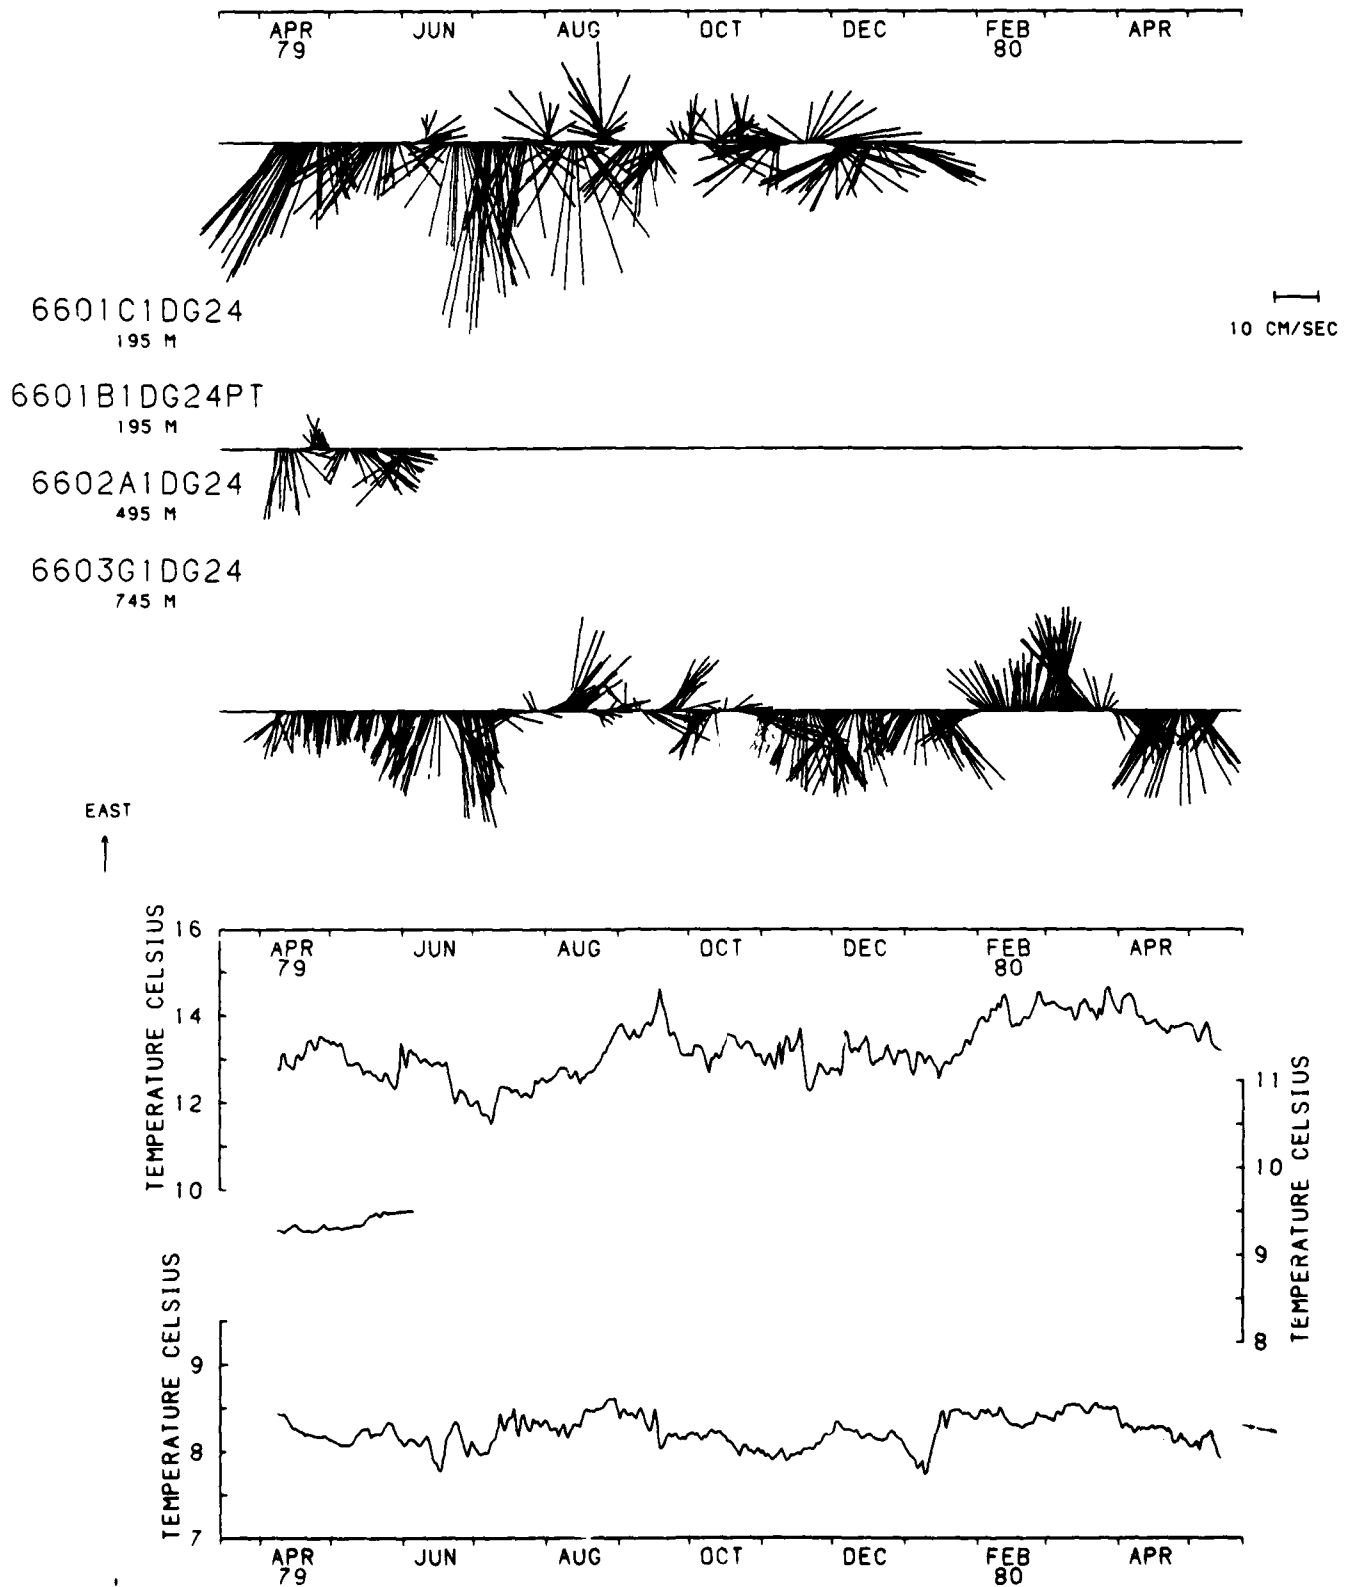 APR JUN AUG OCT DEC FEB APR
79 80
6601C1DG24
195 M
10 CM/SEC
6601B1DG24PT
195 M
6602A1DG24
495 M
6603G1DG24
745 M
EAST
TEMPERATURE CELSIUS
16
14
12
10
APR JUN AUG OCT DEC FEB APR
79 80
TEMPERATURE CELSIUS
11
10
9
8
TEMPERATURE CELSIUS
9
8
7
APR JUN AUG OCT DEC FEB APR
79 80